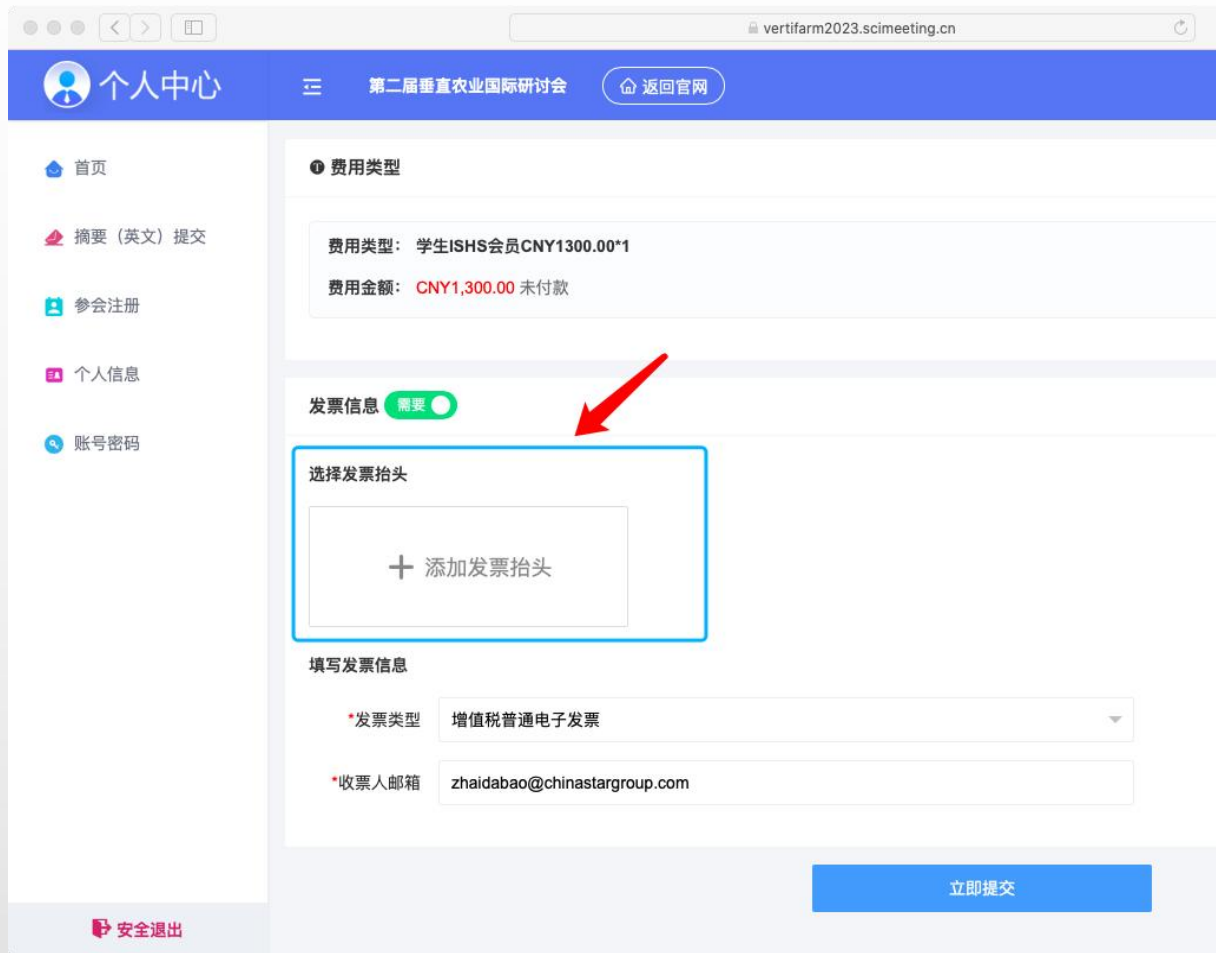 vertifarm2023.scimeeting.cn
个人中心
第二届垂直农业国际研讨会
返回官网
首页
摘要（英文）提交
参会注册
个人信息
账号密码
安全退出
费用类型
费用类型： 学生ISHS会员CNY1300.00*1
费用金额： CNY1,300.00 未付款
发票信息 需要
选择发票抬头
添加发票抬头
填写发票信息
*发票类型 增值税普通电子发票
*收票人邮箱 zhaidabao@chinastargroup.com
立即提交